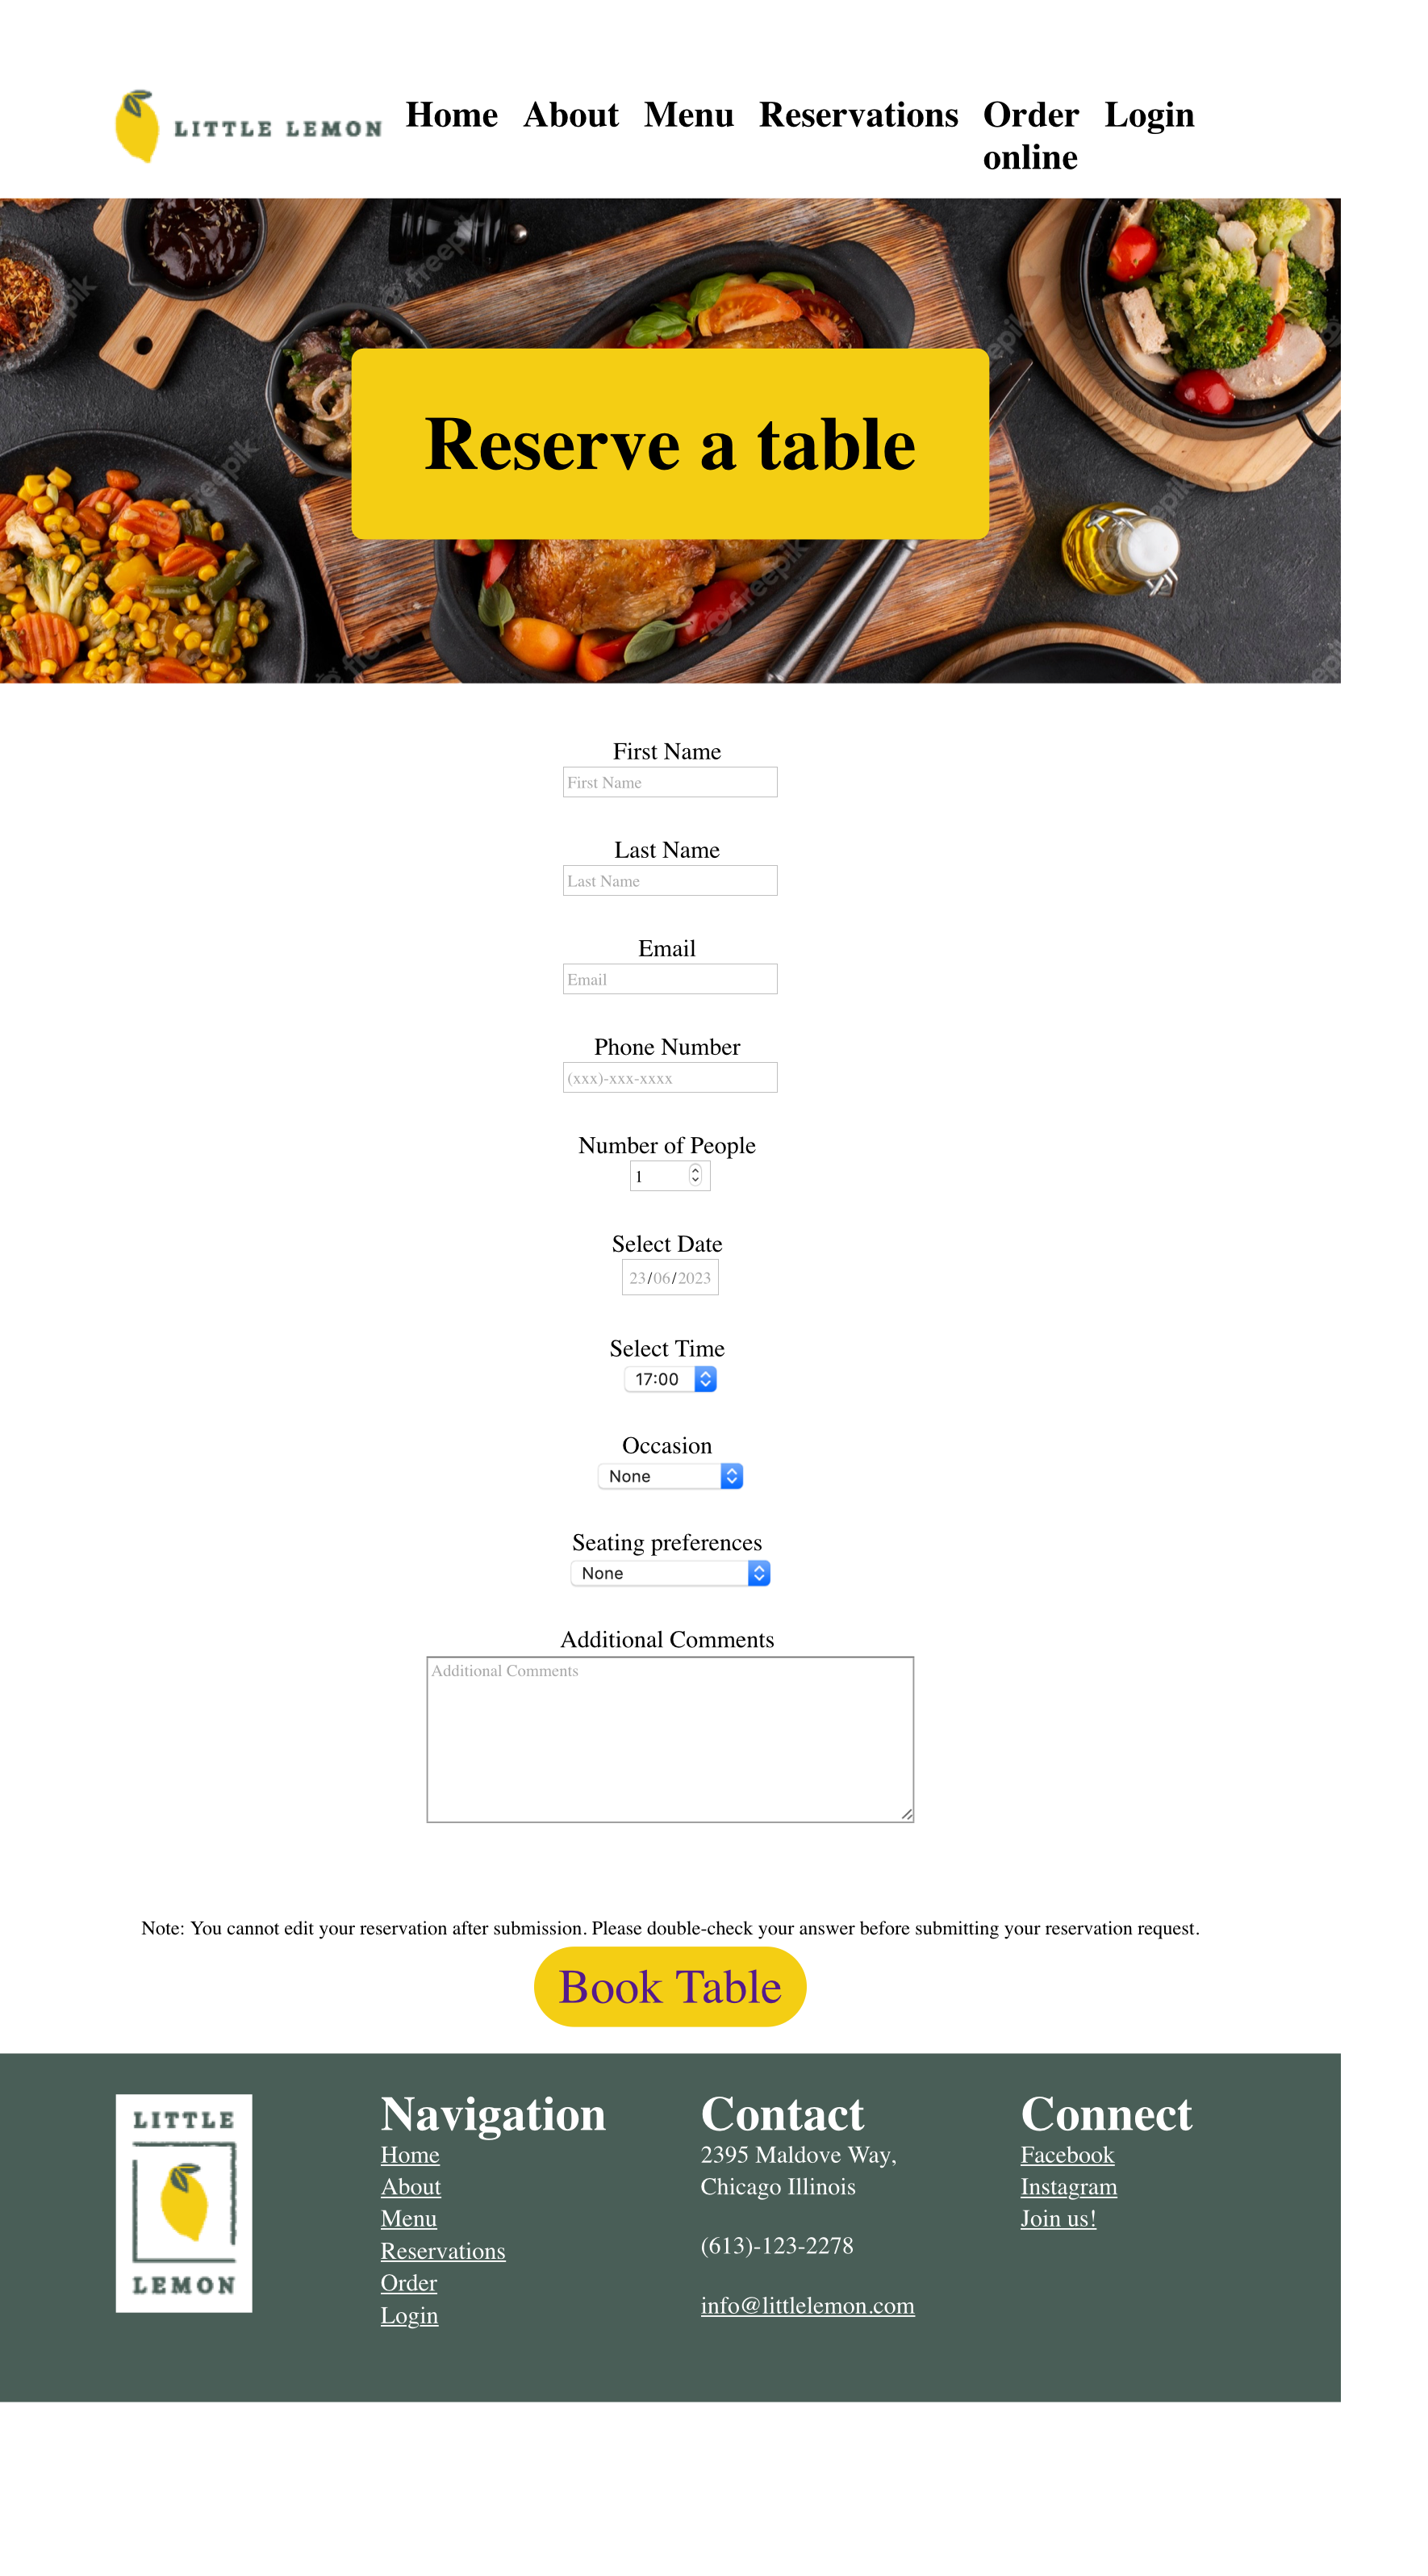 LITTLE LEMON
Home About Menu Reservations Order online Login
freepik
freepik
freepik
freepik
Reserve a table
First Name
First Name
Last Name
Last Name
Email
Email
Phone Number
(xxx)-xxx-xxxx
Number of People
1
Select Date
23/06/2023
Select Time
17:00
Occasion
None
Seating preferences
None
Additional Comments
Additional Comments
Note: You cannot edit your reservation after submission. Please double-check your answer before submitting your reservation request.
Book Table
LITTLE
LEMON
Navigation
Home
About
Menu
Reservations
Order
Login
Contact
2395 Maldove Way,
Chicago Illinois
(613)-123-2278
info@littlelemon.com
Connect
Facebook
Instagram
Join us!